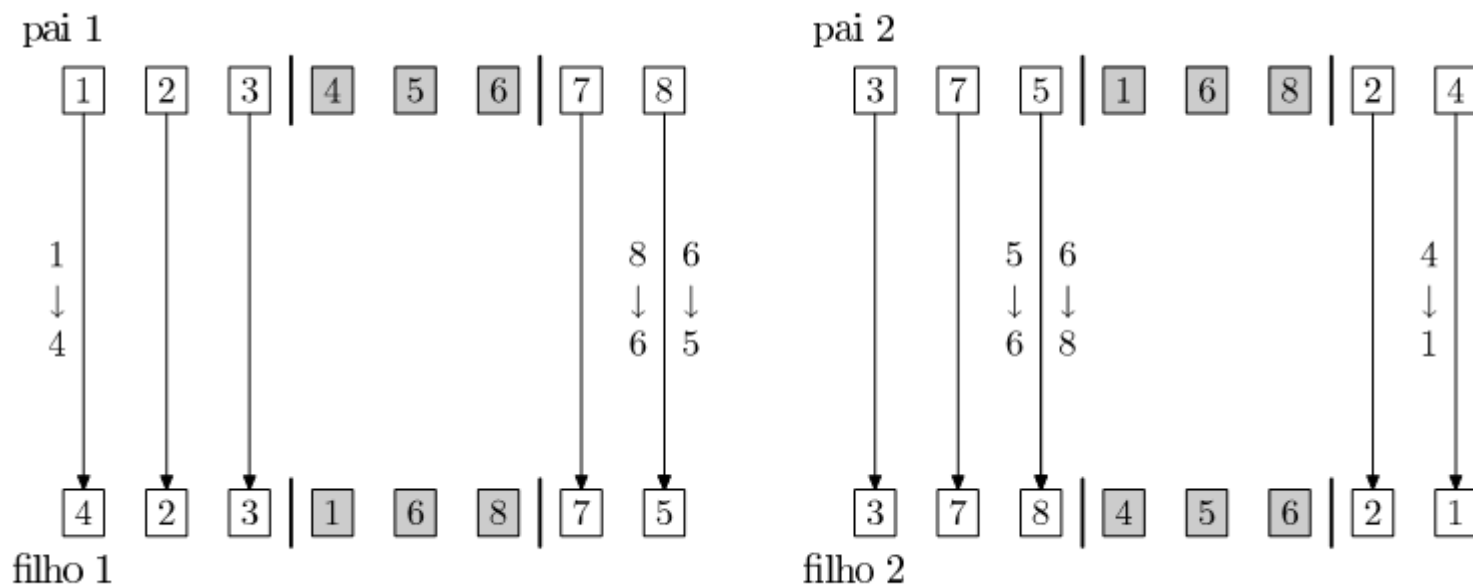 pai 1 pai 2
1 2 3 4 5 6 7 8 3 7 5 1 6 8 2 4
1 8 6 5 6 4
↓ ↓ ↓ ↓ ↓ ↓
4 6 5 6 8 1
4 2 3 1 6 8 7 5 3 7 8 4 5 6 2 1
filho 1 filho 2